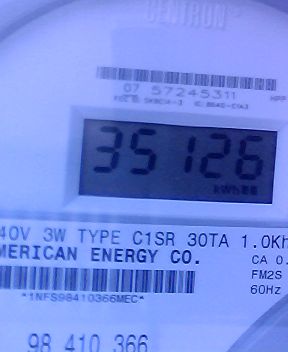 CENTRON®
07 57245311
35126
kWh
40V 3W TYPE C1SR 30TA 1.0Kh
MERICAN ENERGY CO.
CA 0.
FM2S
60Hz
*1NFS98410366MEC*
98 410 366